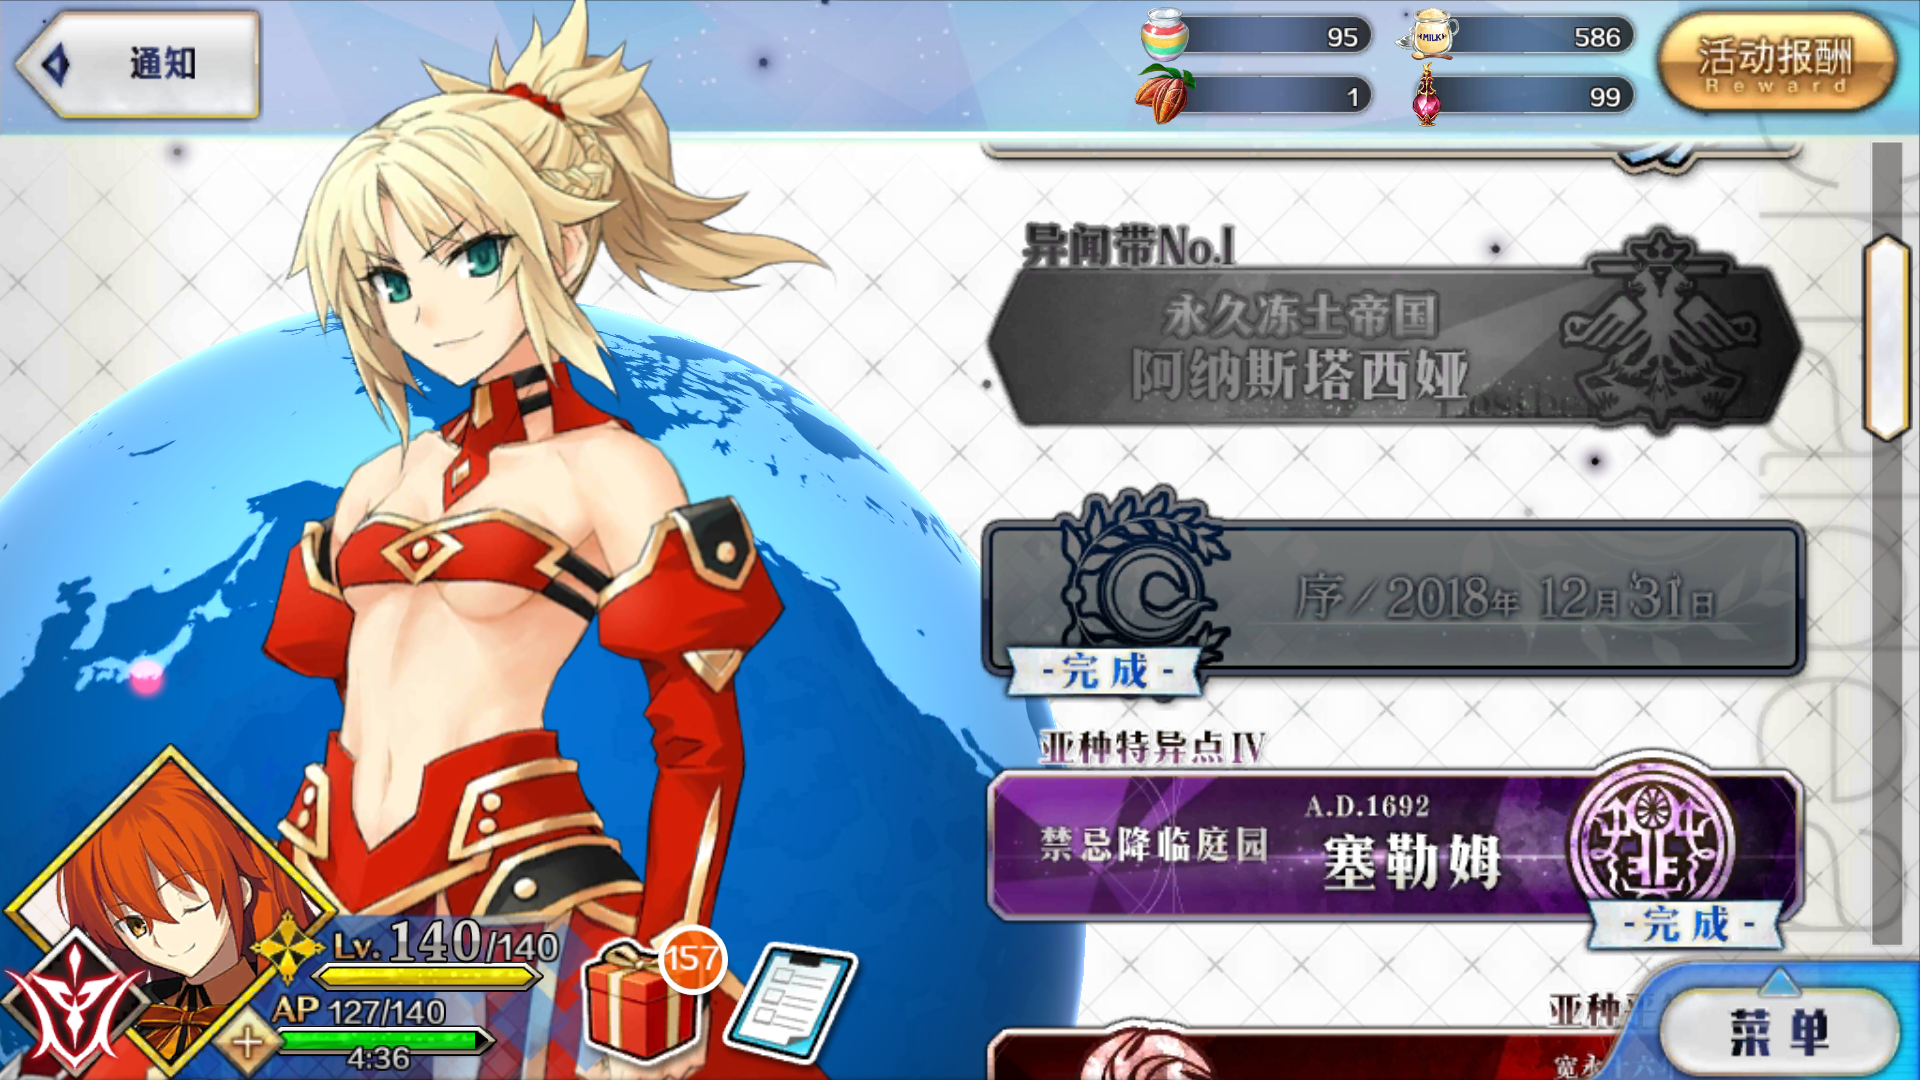 通知
95
586
1
99
活动报酬
Reward
异闻带No.1
永久冻土帝国
阿纳斯塔西娅
序/2018年 12月31日
-完成-
亚种特异点IV
A.D.1692
禁忌降临庭园 塞勒姆
-完成-
亚种
Lv.140/140
AP 127/140
4:36
157
MILK
菜单